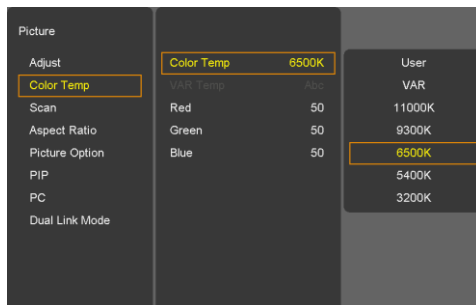 Picture
Adjust
Color Temp
Scan
Aspect Ratio
Picture Option
PIP
PC
Dual Link Mode
Color Temp 6500K
VAR Temp Abc
Red 50
Green 50
Blue 50
User
VAR
11000K
9300K
6500K
5400K
3200K